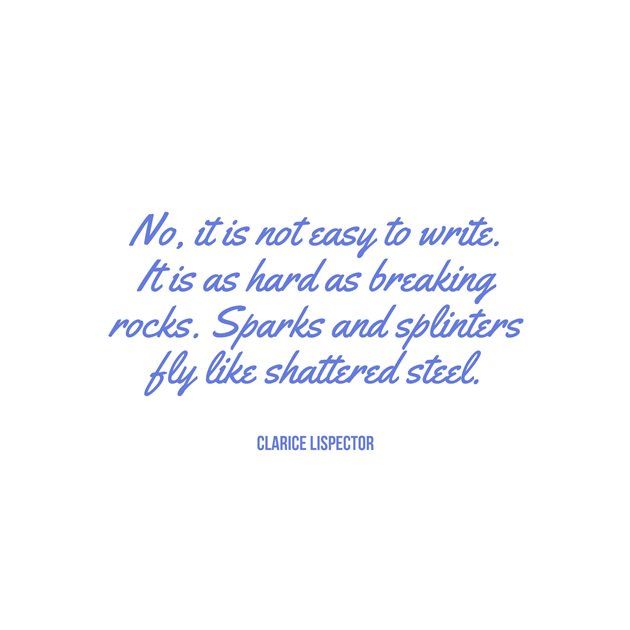 No, it is not easy to write.
It is as hard as breaking
rocks. Sparks and splinters
fly like shattered steel.
CLARICE LISPECTOR